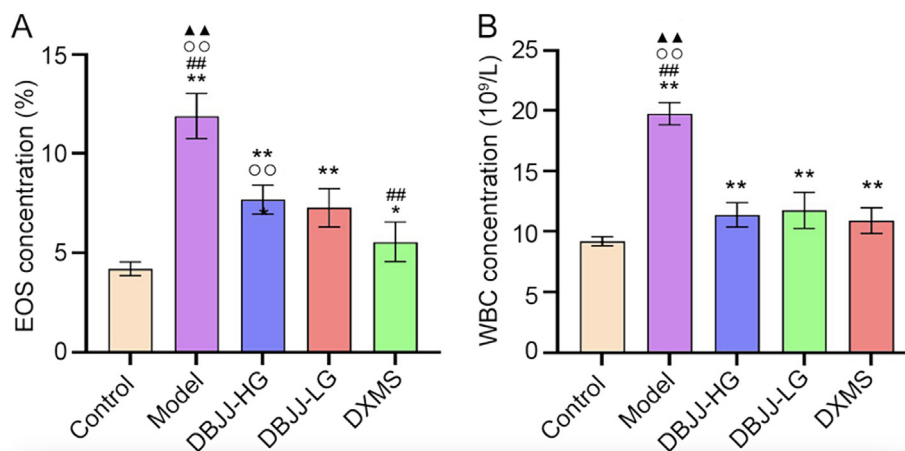 A
EOS concentration (%)
15
10
5
0
▲▲
○○
##
**
**
○○
*
**
##
*
Control
Model
DBJJ-HG
DBJJ-LG
DXMS
B
WBC concentration (10⁹/L)
25
20
15
10
5
0
▲▲
○○
##
**
**
**
**
Control
Model
DBJJ-HG
DBJJ-LG
DXMS